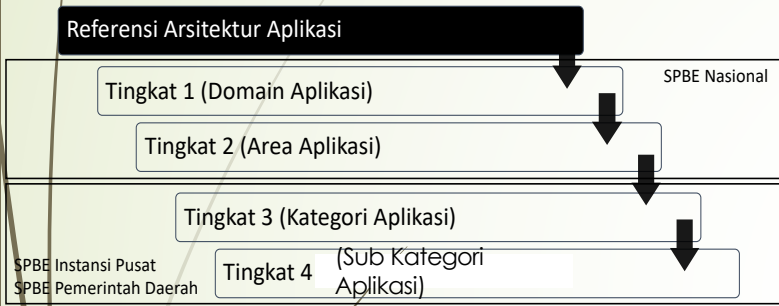 Referensi Arsitektur Aplikasi
SPBE Nasional
Tingkat 1 (Domain Aplikasi)
Tingkat 2 (Area Aplikasi)
Tingkat 3 (Kategori Aplikasi)
SPBE Instansi Pusat
SPBE Pemerintah Daerah
Tingkat 4 (Sub Kategori
Aplikasi)